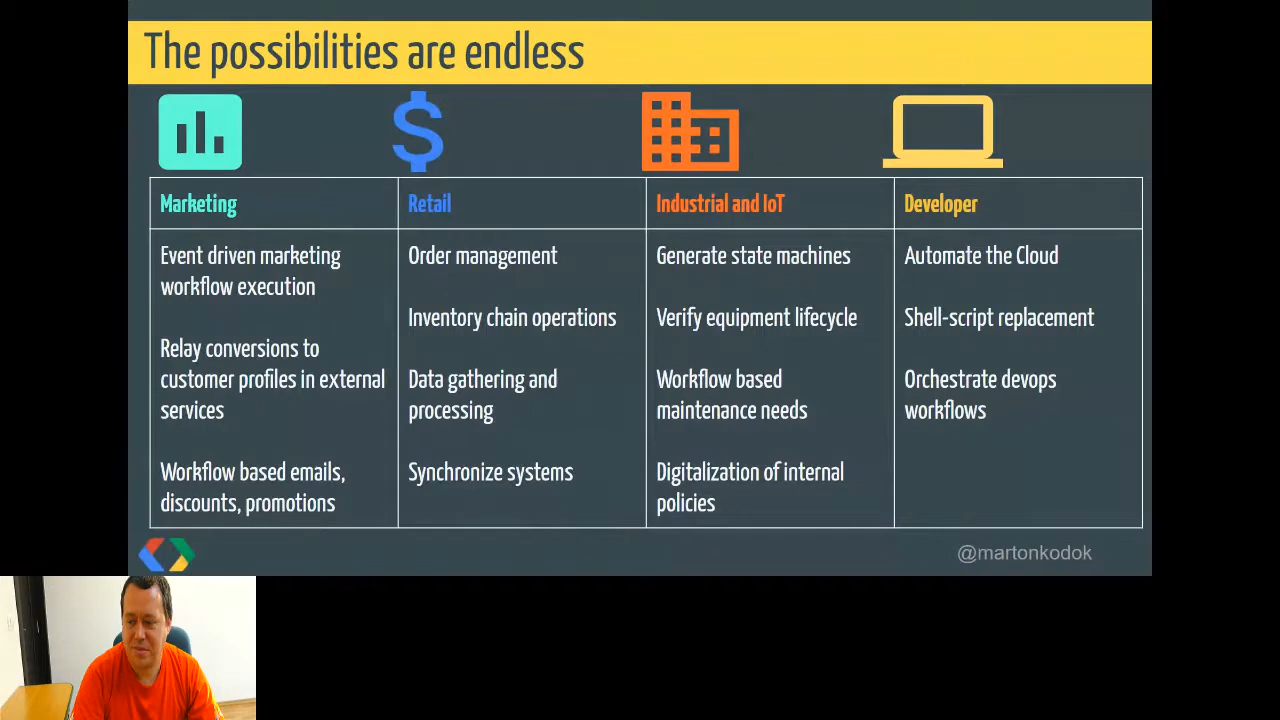 The possibilities are endless
Marketing
Event driven marketing
workflow execution
Relay conversions to
customer profiles in external
services
Workflow based emails,
discounts, promotions
Retail
Order management
Inventory chain operations
Data gathering and
processing
Synchronize systems
Industrial and IoT
Generate state machines
Verify equipment lifecycle
Workflow based
maintenance needs
Digitalization of internal
policies
Developer
Automate the Cloud
Shell-script replacement
Orchestrate devops
workflows
@martonkodok